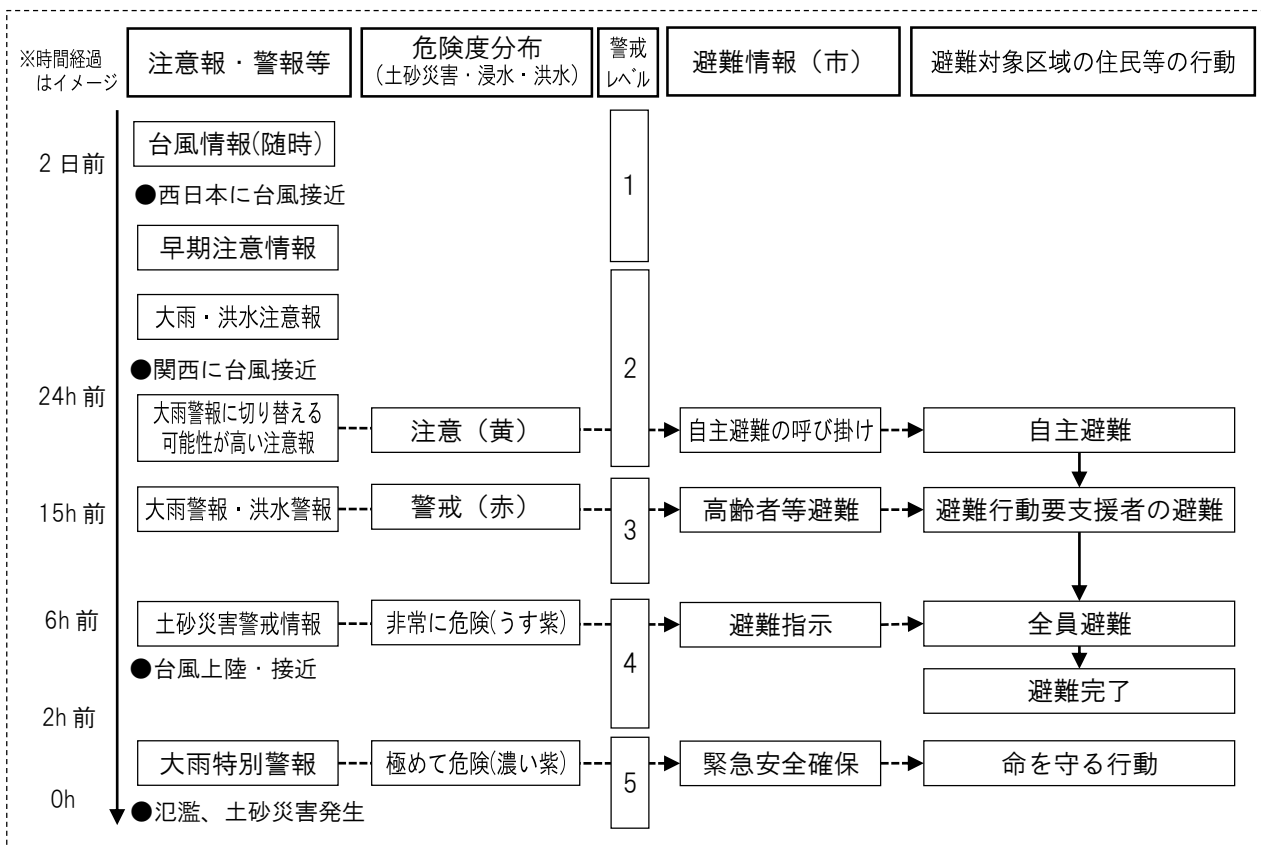 ※時間経過
はイメージ
注意報・警報等
危険度分布
（土砂災害・浸水・洪水）
警戒
ﾚﾍﾞﾙ
避難情報（市）
避難対象区域の住民等の行動
2 日前
台風情報(随時)
●西日本に台風接近
早期注意情報
1
大雨・洪水注意報
●関西に台風接近
2
24h 前
大雨警報に切り替える
可能性が高い注意報
注意（黄）
自主避難の呼び掛け
自主避難
15h 前
大雨警報・洪水警報
警戒（赤）
3
高齢者等避難
避難行動要支援者の避難
6h 前
土砂災害警戒情報
非常に危険(うす紫)
4
避難指示
全員避難
●台風上陸・接近
避難完了
2h 前
大雨特別警報
極めて危険(濃い紫)
5
緊急安全確保
命を守る行動
0h
●氾濫、土砂災害発生